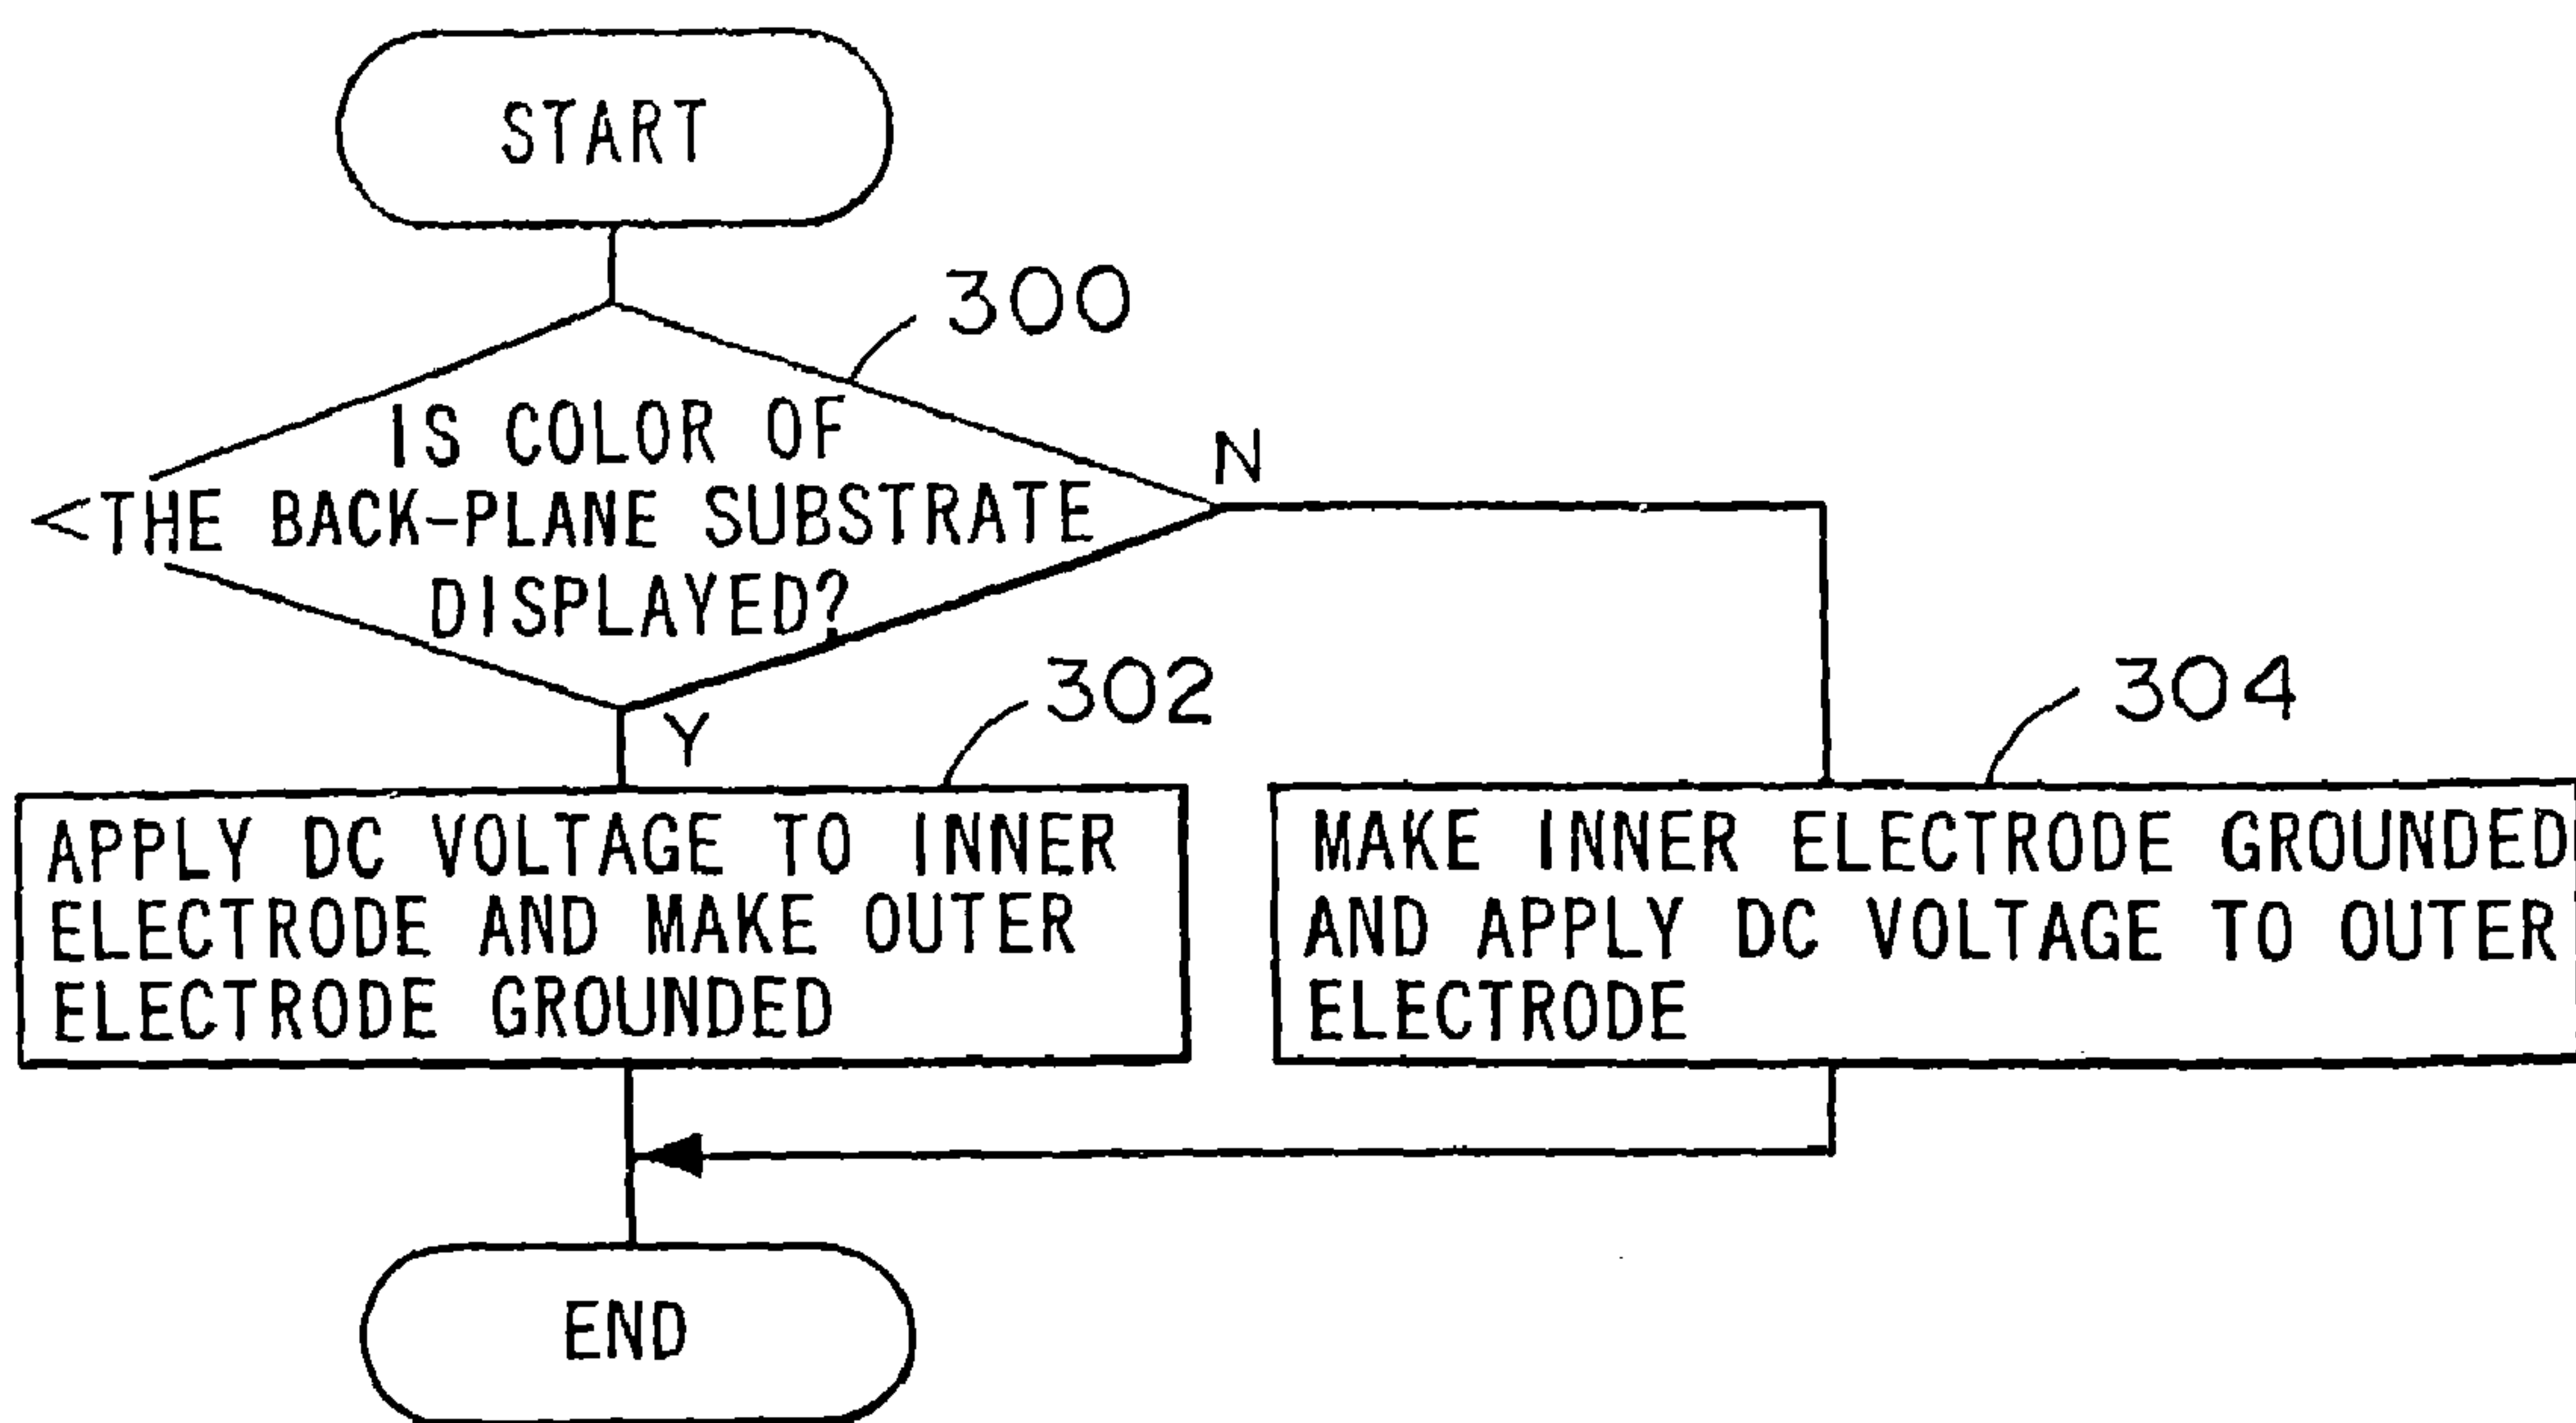 START
300
IS COLOR OF
THE BACK-PLANE SUBSTRATE
DISPLAYED?
N
Y
302
304
APPLY DC VOLTAGE TO INNER
ELECTRODE AND MAKE OUTER
ELECTRODE GROUNDED
MAKE INNER ELECTRODE GROUNDED
AND APPLY DC VOLTAGE TO OUTER
ELECTRODE
END